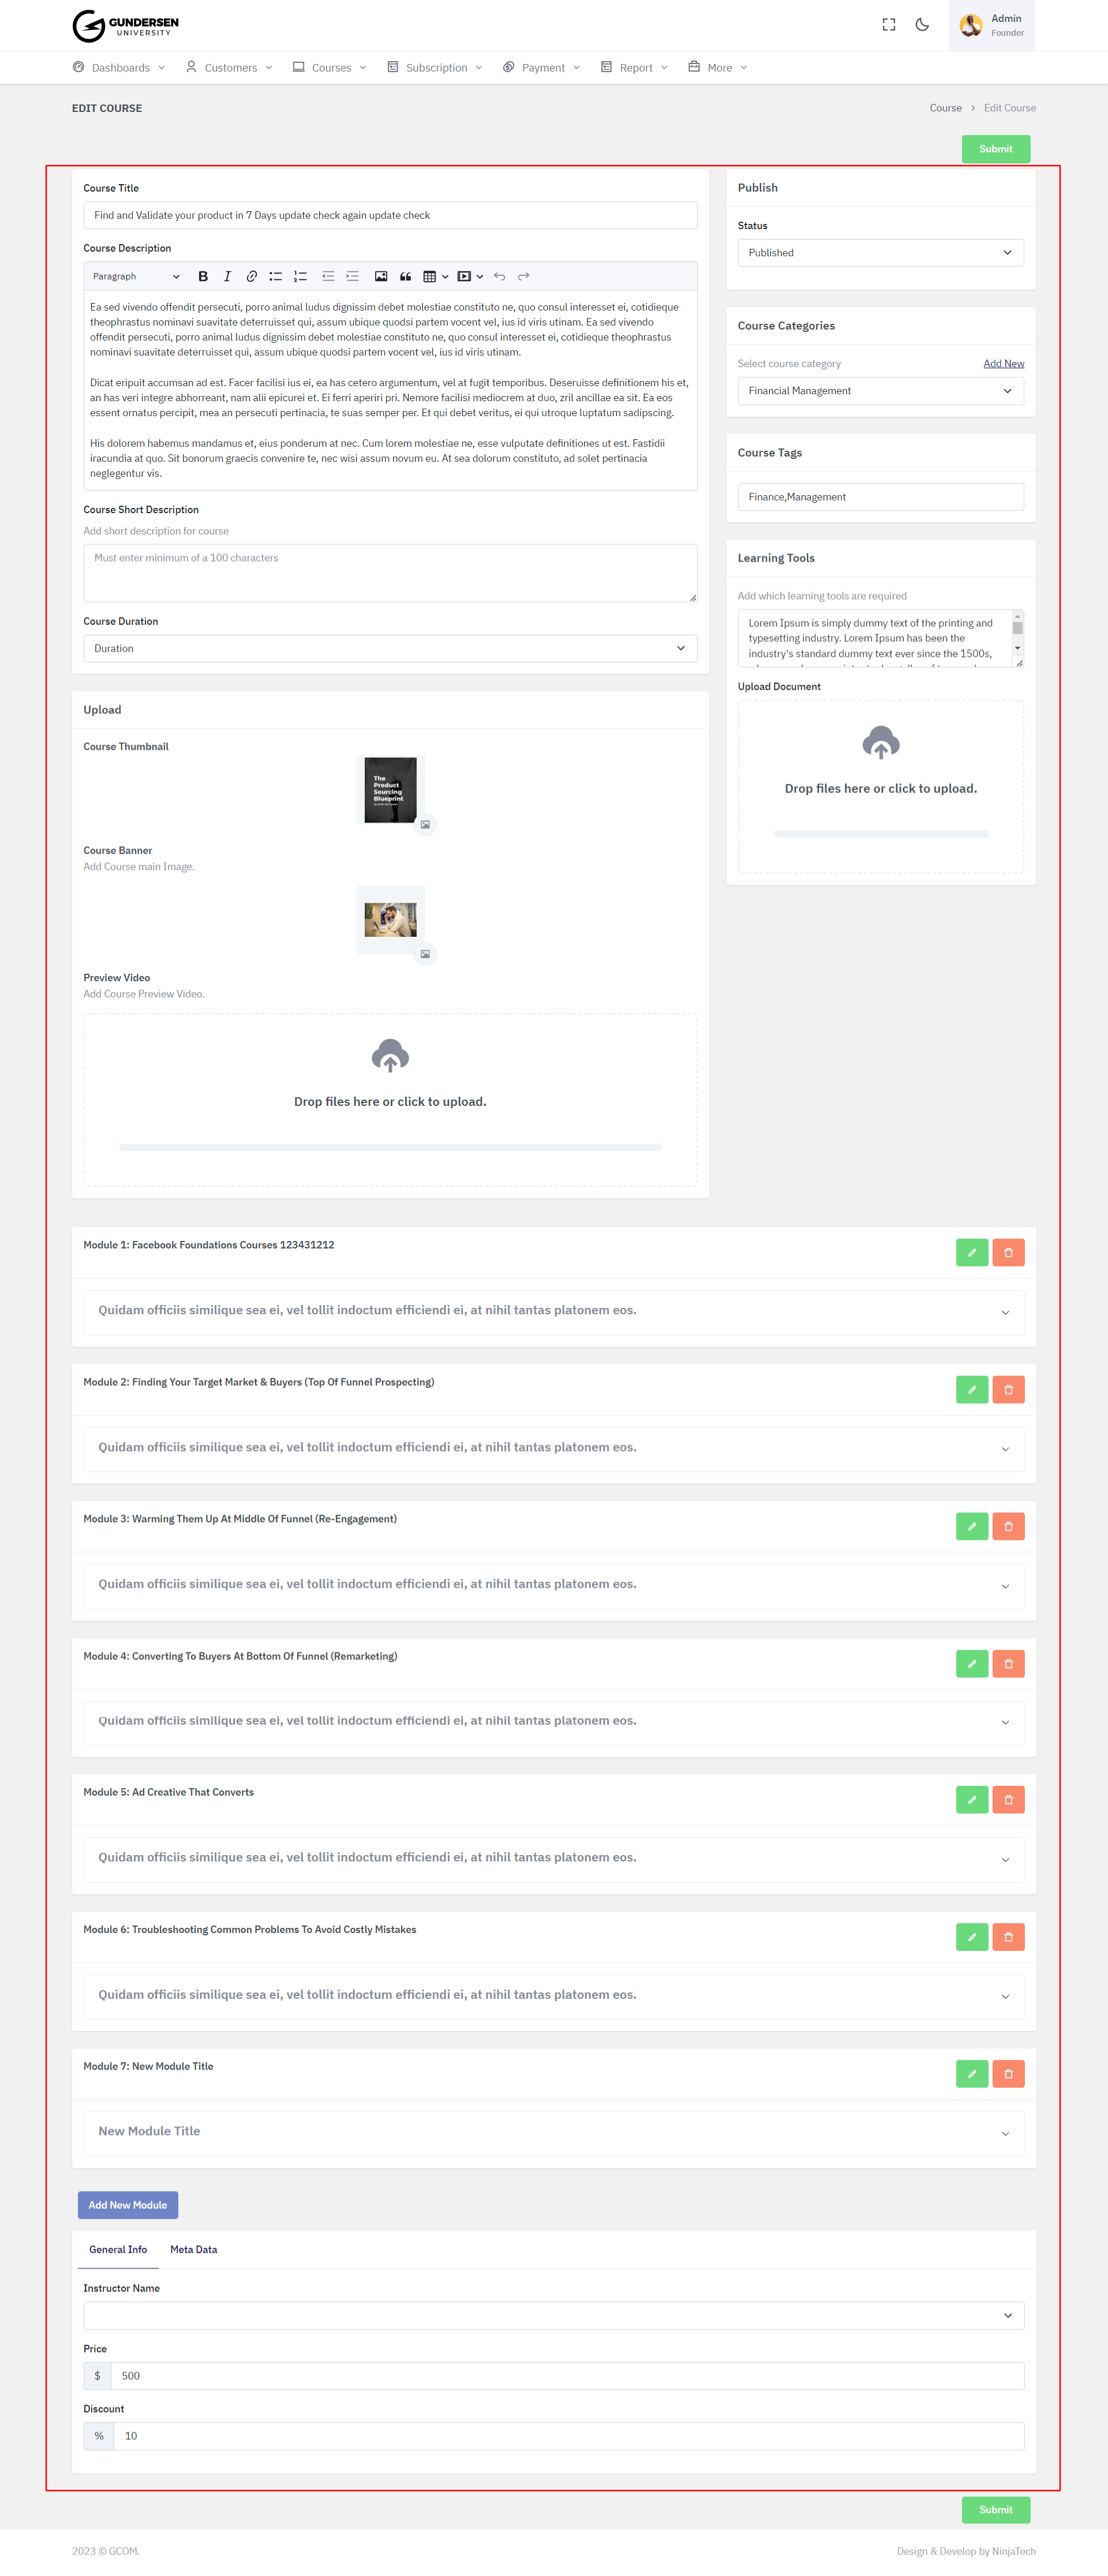 GUNDERSEN
UNIVERSITY
Admin
Founder
Dashboards
Customers
Courses
Subscription
Payment
Report
More
EDIT COURSE
Course > Edit Course
Submit
Course Title
Find and Validate your product in 7 Days update check again update check
Course Description
Paragraph
Ea sed vivendo offendit persecuti, porro animal ludus dignissim debet molestiae constituto ne, quo consul interesset ei, cotidieque
theophrastus nominavi suavitate deterruisset qui, assum ubique quodsi partem vocent vel, ius id viris utinam. Ea sed vivendo
offendit persecuti, porro animal ludus dignissim debet molestiae constituto ne, quo consul interesset ei, cotidieque theophrastus
nominavi suavitate deterruisset qui, assum ubique quodsi partem vocent vel, ius id viris utinam.
Dicat eripuit accumsan ad est. Facer facilisi ius ei, ea has cetero argumentum, vel at fugit temporibus. Deseruisse definitionem his et,
an has veri integre abhorreant, nam alii epicurei et. Ei ferri aperiri pri. Nemore facilisi mediocrem at duo, zril ancillae ea sit. Ea eos
essent ornatus percipit, mea an persecuti pertinacia, te suas semper per. Et qui debet veritus, ei qui utroque luptatum sadipscing.
His dolorem habemus mandamus et, eius ponderum at nec. Cum lorem molestiae ne, esse vulputate definitiones ut est. Fastidii
iracundia at quo. Sit bonorum graecis convenire te, nec wisi assum novum eu. At sea dolorum constituto, ad solet pertinacia
neglegentur vis.
Course Short Description
Add short description for course
Must enter minimum of a 100 characters
Course Duration
Duration
Publish
Status
Published
Course Categories
Select course category
Add New
Financial Management
Course Tags
Finance,Management
Learning Tools
Add which learning tools are required
Lorem Ipsum is simply dummy text of the printing and
typesetting industry. Lorem Ipsum has been the
industry's standard dummy text ever since the 1500s,
Upload Document
Drop files here or click to upload.
Upload
Course Thumbnail
The
Product
Sourcing
Blueprint
Course Banner
Add Course main Image.
Preview Video
Add Course Preview Video.
Drop files here or click to upload.
Module 1: Facebook Foundations Courses 123431212
Quidam officiis similique sea ei, vel tollit indoctum efficiendi ei, at nihil tantas platonem eos.
Module 2: Finding Your Target Market & Buyers (Top Of Funnel Prospecting)
Quidam officiis similique sea ei, vel tollit indoctum efficiendi ei, at nihil tantas platonem eos.
Module 3: Warming Them Up At Middle Of Funnel (Re-Engagement)
Quidam officiis similique sea ei, vel tollit indoctum efficiendi ei, at nihil tantas platonem eos.
Module 4: Converting To Buyers At Bottom Of Funnel (Remarketing)
Quidam officiis similique sea ei, vel tollit indoctum efficiendi ei, at nihil tantas platonem eos.
Module 5: Ad Creative That Converts
Quidam officiis similique sea ei, vel tollit indoctum efficiendi ei, at nihil tantas platonem eos.
Module 6: Troubleshooting Common Problems To Avoid Costly Mistakes
Quidam officiis similique sea ei, vel tollit indoctum efficiendi ei, at nihil tantas platonem eos.
Module 7: New Module Title
New Module Title
Add New Module
General Info
Meta Data
Instructor Name
Price
$ 500
Discount
% 10
Submit
2023 © GCOM.
Design & Develop by NinjaTech